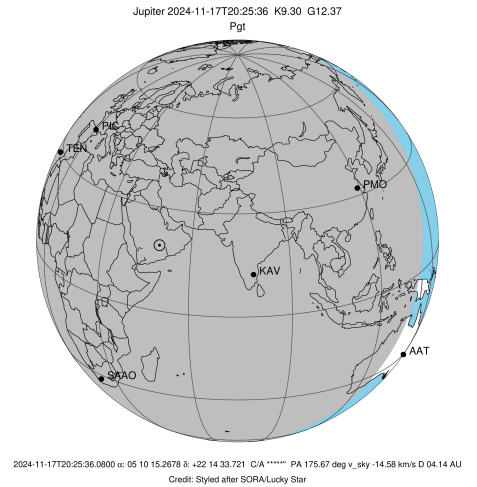 Jupiter 2024-11-17T20:25:36 K9.30 G12.37
Pgt
PIC
TEN
PMO
KAV
AAT
SAAO
2024-11-17T20:25:36.0800 α: 05 10 15.2678 δ: +22 14 33.721 C/A *****" PA 175.67 deg v_sky -14.58 km/s D 04.14 AU
Credit: Styled after SORA/Lucky Star